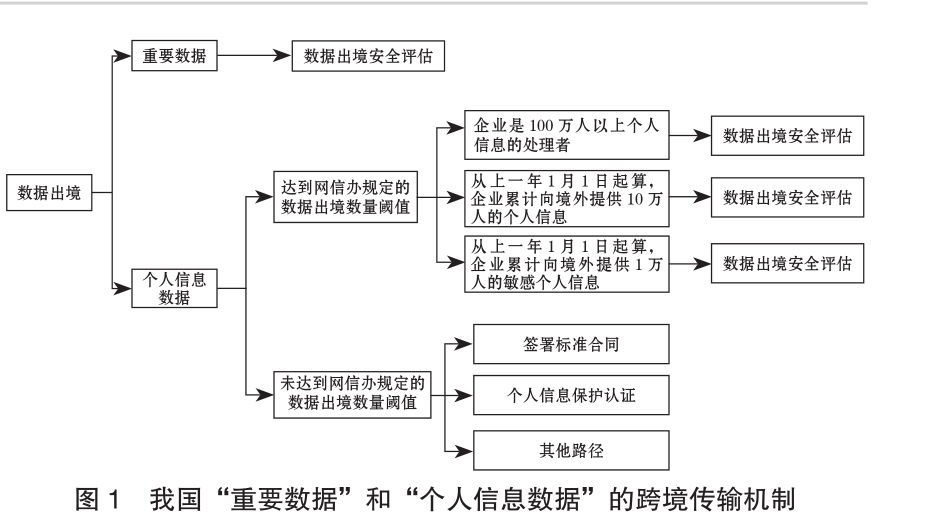 重要数据
数据出境安全评估
数据出境
个人信息
数据
达到网信办规定的
数据出境数量阈值
企业是 100 万人以上个人
信息的处理者
数据出境安全评估
从上一年 1 月 1 日起算，
企业累计向境外提供 10 万
人的个人信息
数据出境安全评估
从上一年 1 月 1 日起算，
企业累计向境外提供 1 万
人的敏感个人信息
数据出境安全评估
未达到网信办规定的
数据出境数量阈值
签署标准合同
个人信息保护认证
其他路径
图 1 我国“重要数据”和“个人信息数据”的跨境传输机制